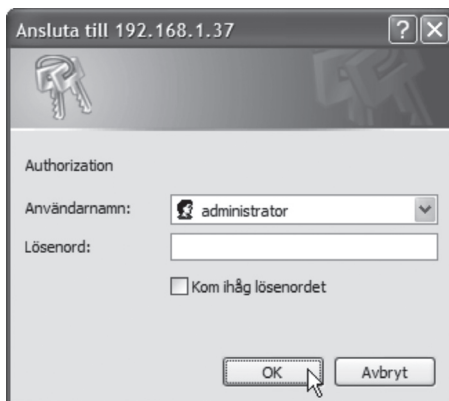 Ansluta till 192.168.1.37
Authorization
Användarnamn:
administrator
Lösenord:
Kom ihåg lösenordet
OK
Avbryt